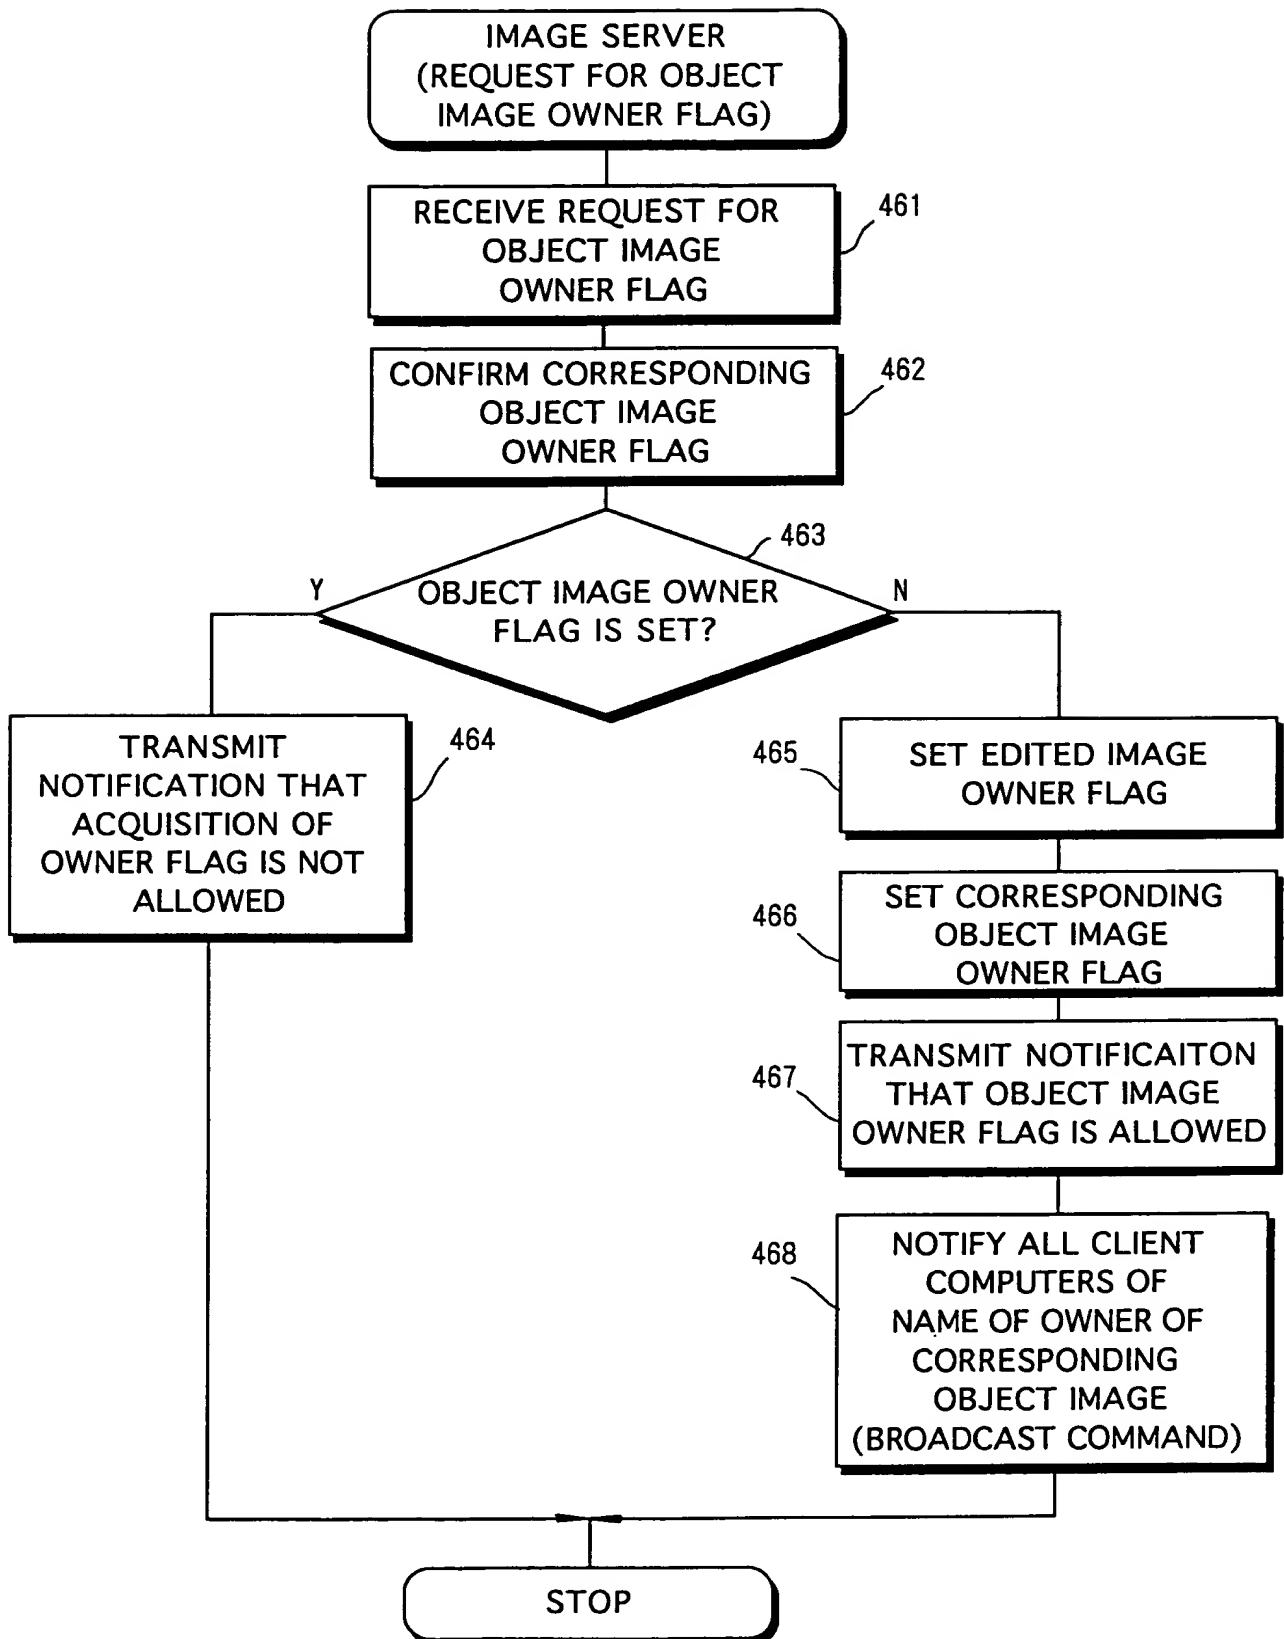 IMAGE SERVER
(REQUEST FOR OBJECT
IMAGE OWNER FLAG)
RECEIVE REQUEST FOR
OBJECT IMAGE
OWNER FLAG
461
CONFIRM CORRESPONDING
OBJECT IMAGE
OWNER FLAG
462
463
Y
OBJECT IMAGE OWNER
FLAG IS SET?
N
TRANSMIT
NOTIFICATION THAT
ACQUISITION OF
OWNER FLAG IS NOT
ALLOWED
464
465
SET EDITED IMAGE
OWNER FLAG
466
SET CORRESPONDING
OBJECT IMAGE
OWNER FLAG
467
TRANSMIT NOTIFICAITON
THAT OBJECT IMAGE
OWNER FLAG IS ALLOWED
468
NOTIFY ALL CLIENT
COMPUTERS OF
NAME OF OWNER OF
CORRESPONDING
OBJECT IMAGE
(BROADCAST COMMAND)
STOP